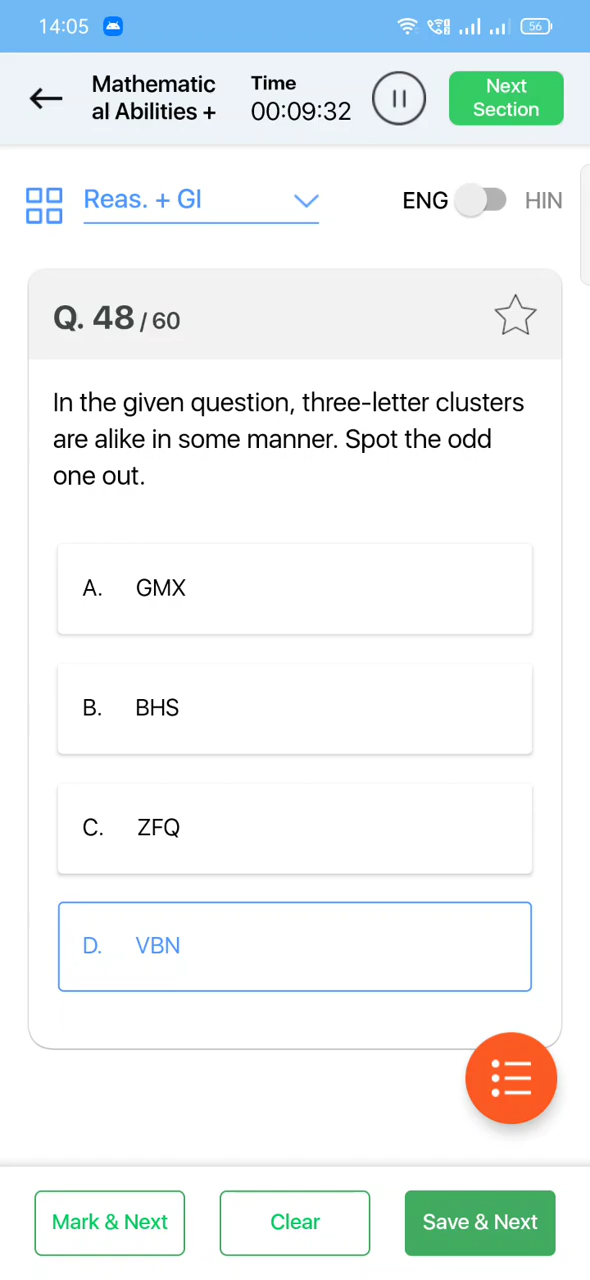 14:05
56
Mathematic
al Abilities +
Time
00:09:32
Next
Section
Reas. + GI
ENG
HIN
Q. 48 / 60
In the given question, three-letter clusters
are alike in some manner. Spot the odd
one out.
A. GMX
B. BHS
C. ZFQ
D. VBN
Mark & Next
Clear
Save & Next